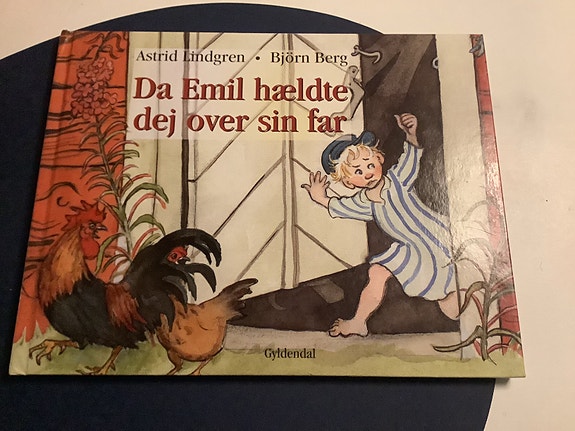 Astrid Lindgren • Björn Berg
Da Emil hældte
dej over sin far
Gyldendal